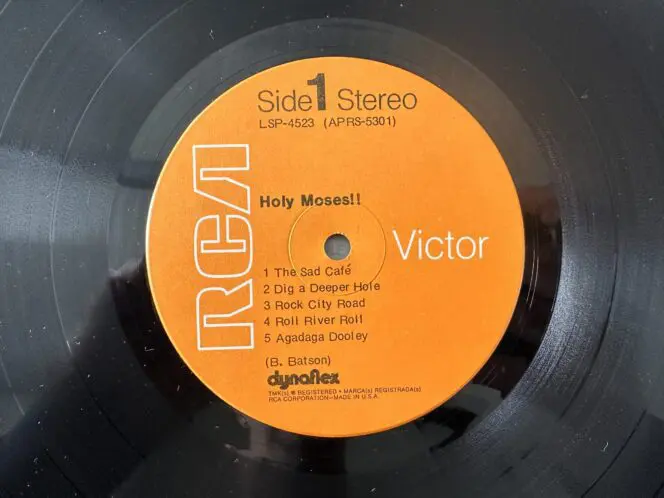 Side 1 Stereo
LSP-4523 (APRS-5301)
RCA
Holy Moses!!
Victor
1 The Sad Café
2 Dig a Deeper Hole
3 Rock City Road
4 Roll River Roll
5 Agadaga Dooley
(B. Batson)
dynaflex
TMK(s) ® REGISTERED • MARCA(s) REGISTRADA(s)
RCA CORPORATION—MADE IN U.S.A.